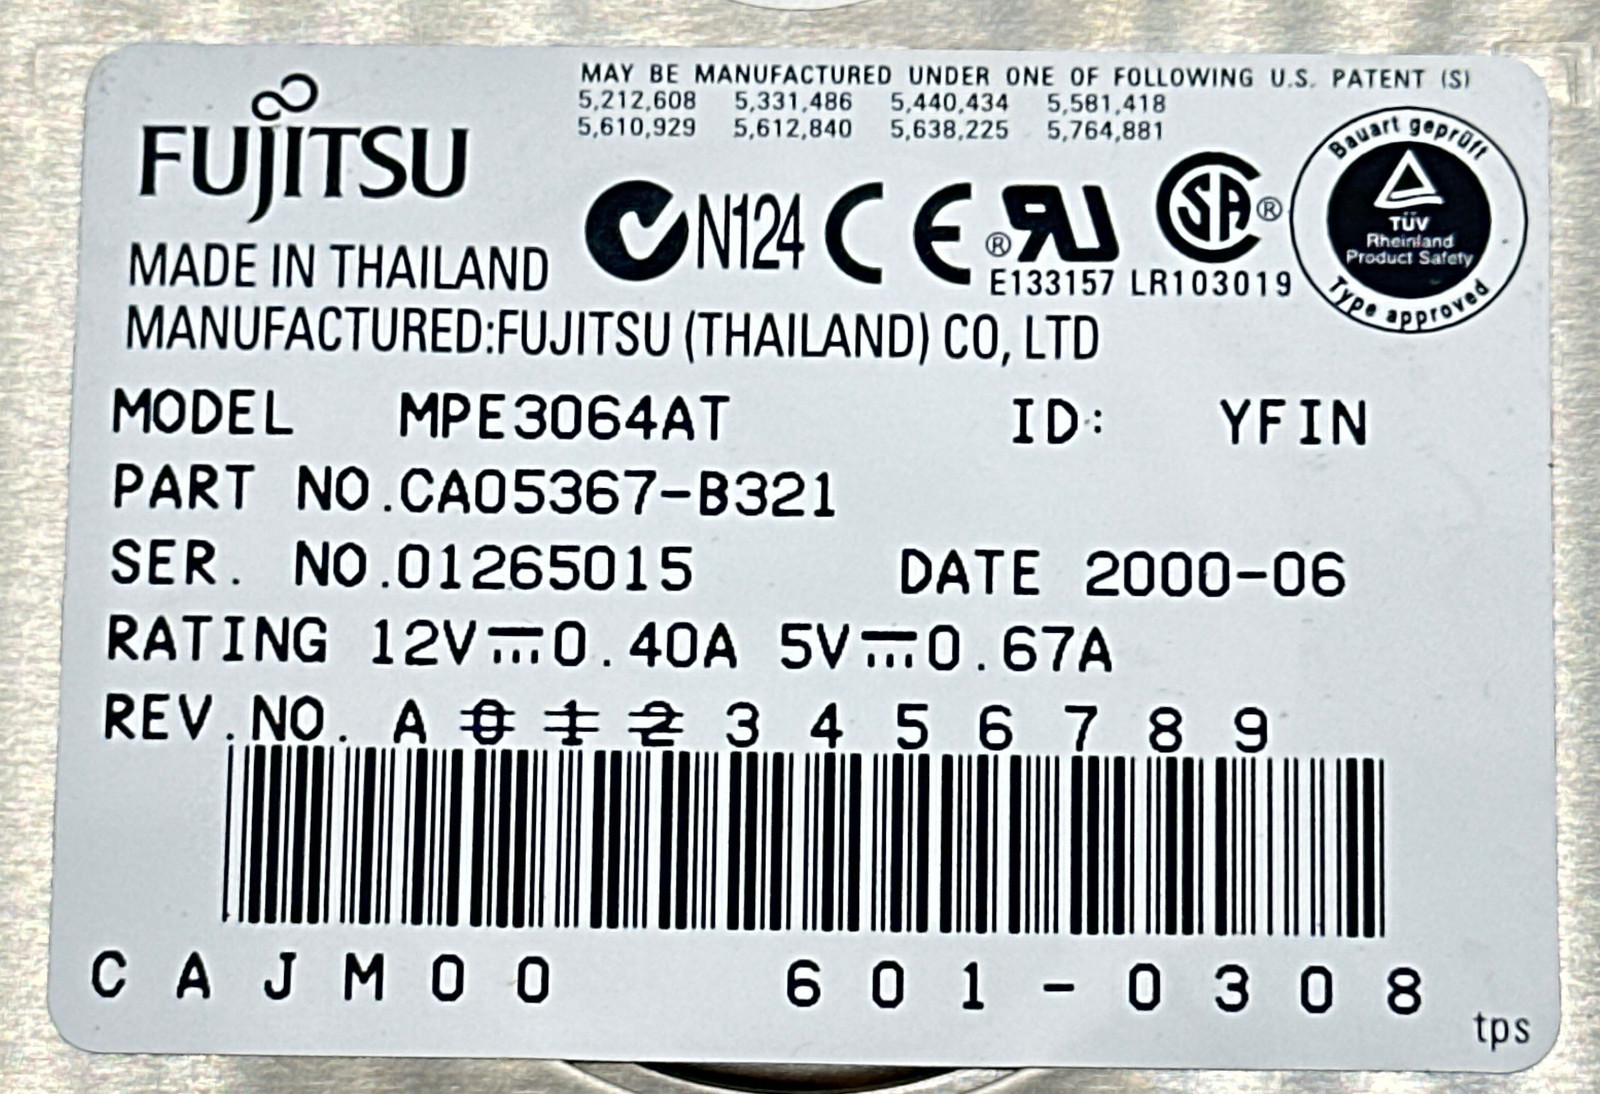 MAY BE MANUFACTURED UNDER ONE OF FOLLOWING U.S. PATENT (S)
5,212,608 5,331,486 5,440,434 5,581,418
5,610,929 5,612,840 5,638,225 5,764,881
FUJITSU
N124 CE ® RU SA ®
E133157 LR103019
Bauart geprüft
TÜV
Rheinland
Product Safety
Type approved
MADE IN THAILAND
MANUFACTURED:FUJITSU (THAILAND) CO, LTD
MODEL MPE3064AT ID: YFIN
PART NO.CA05367-B321
SER. NO.01265015 DATE 2000-06
RATING 12V⎓0.40A 5V⎓0.67A
REV.NO. A 0 1 2 3 4 5 6 7 8 9
CAJM00 601-0308
tps